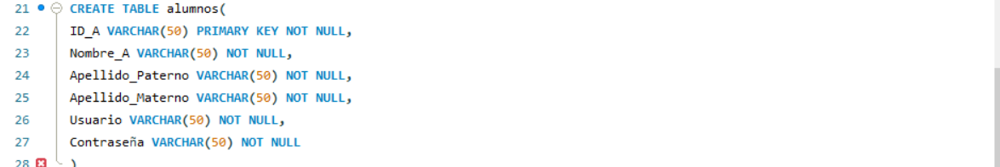 21 CREATE TABLE alumnos(
22 ID_A VARCHAR(50) PRIMARY KEY NOT NULL,
23 Nombre_A VARCHAR(50) NOT NULL,
24 Apellido_Paterno VARCHAR(50) NOT NULL,
25 Apellido_Materno VARCHAR(50) NOT NULL,
26 Usuario VARCHAR(50) NOT NULL,
27 Contraseña VARCHAR(50) NOT NULL
28 )